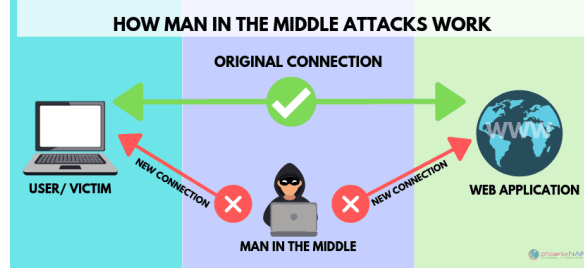 HOW MAN IN THE MIDDLE ATTACKS WORK
ORIGINAL CONNECTION
WWW
NEW CONNECTION
NEW CONNECTION
USER/ VICTIM
WEB APPLICATION
MAN IN THE MIDDLE
phoenixNAP